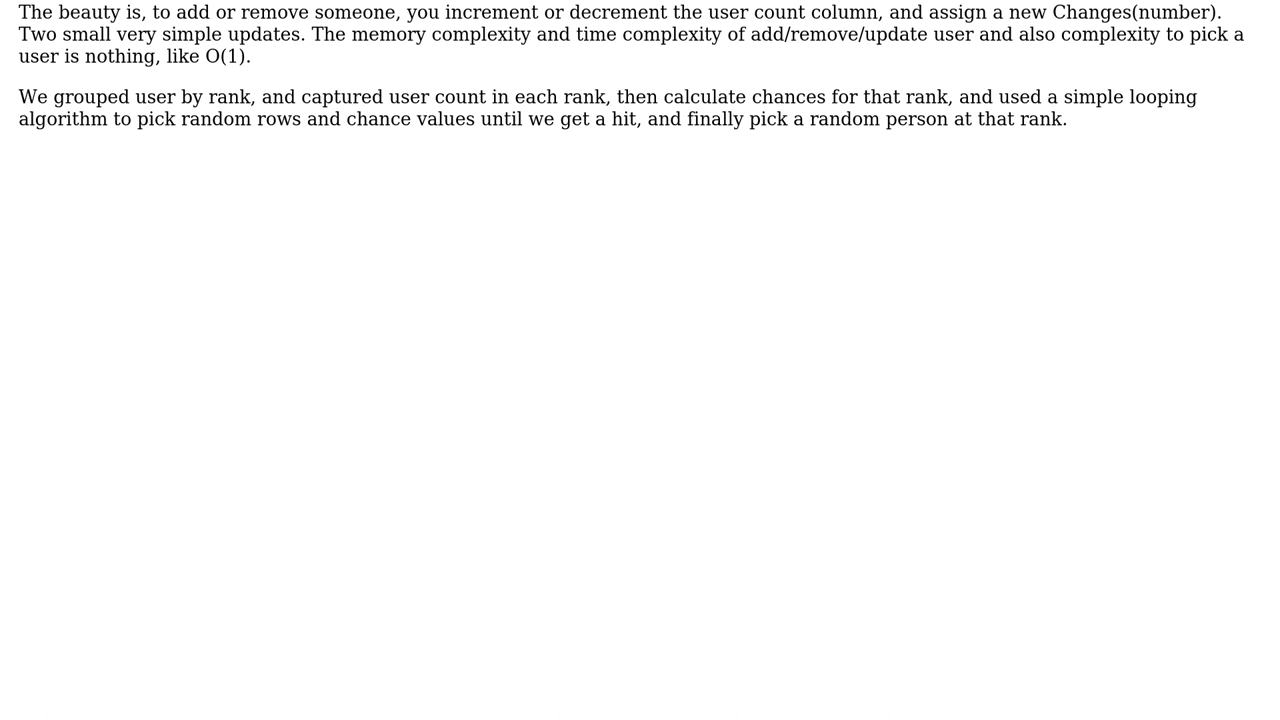 The beauty is, to add or remove someone, you increment or decrement the user count column, and assign a new Changes(number).
Two small very simple updates. The memory complexity and time complexity of add/remove/update user and also complexity to pick a
user is nothing, like O(1).
We grouped user by rank, and captured user count in each rank, then calculate chances for that rank, and used a simple looping
algorithm to pick random rows and chance values until we get a hit, and finally pick a random person at that rank.